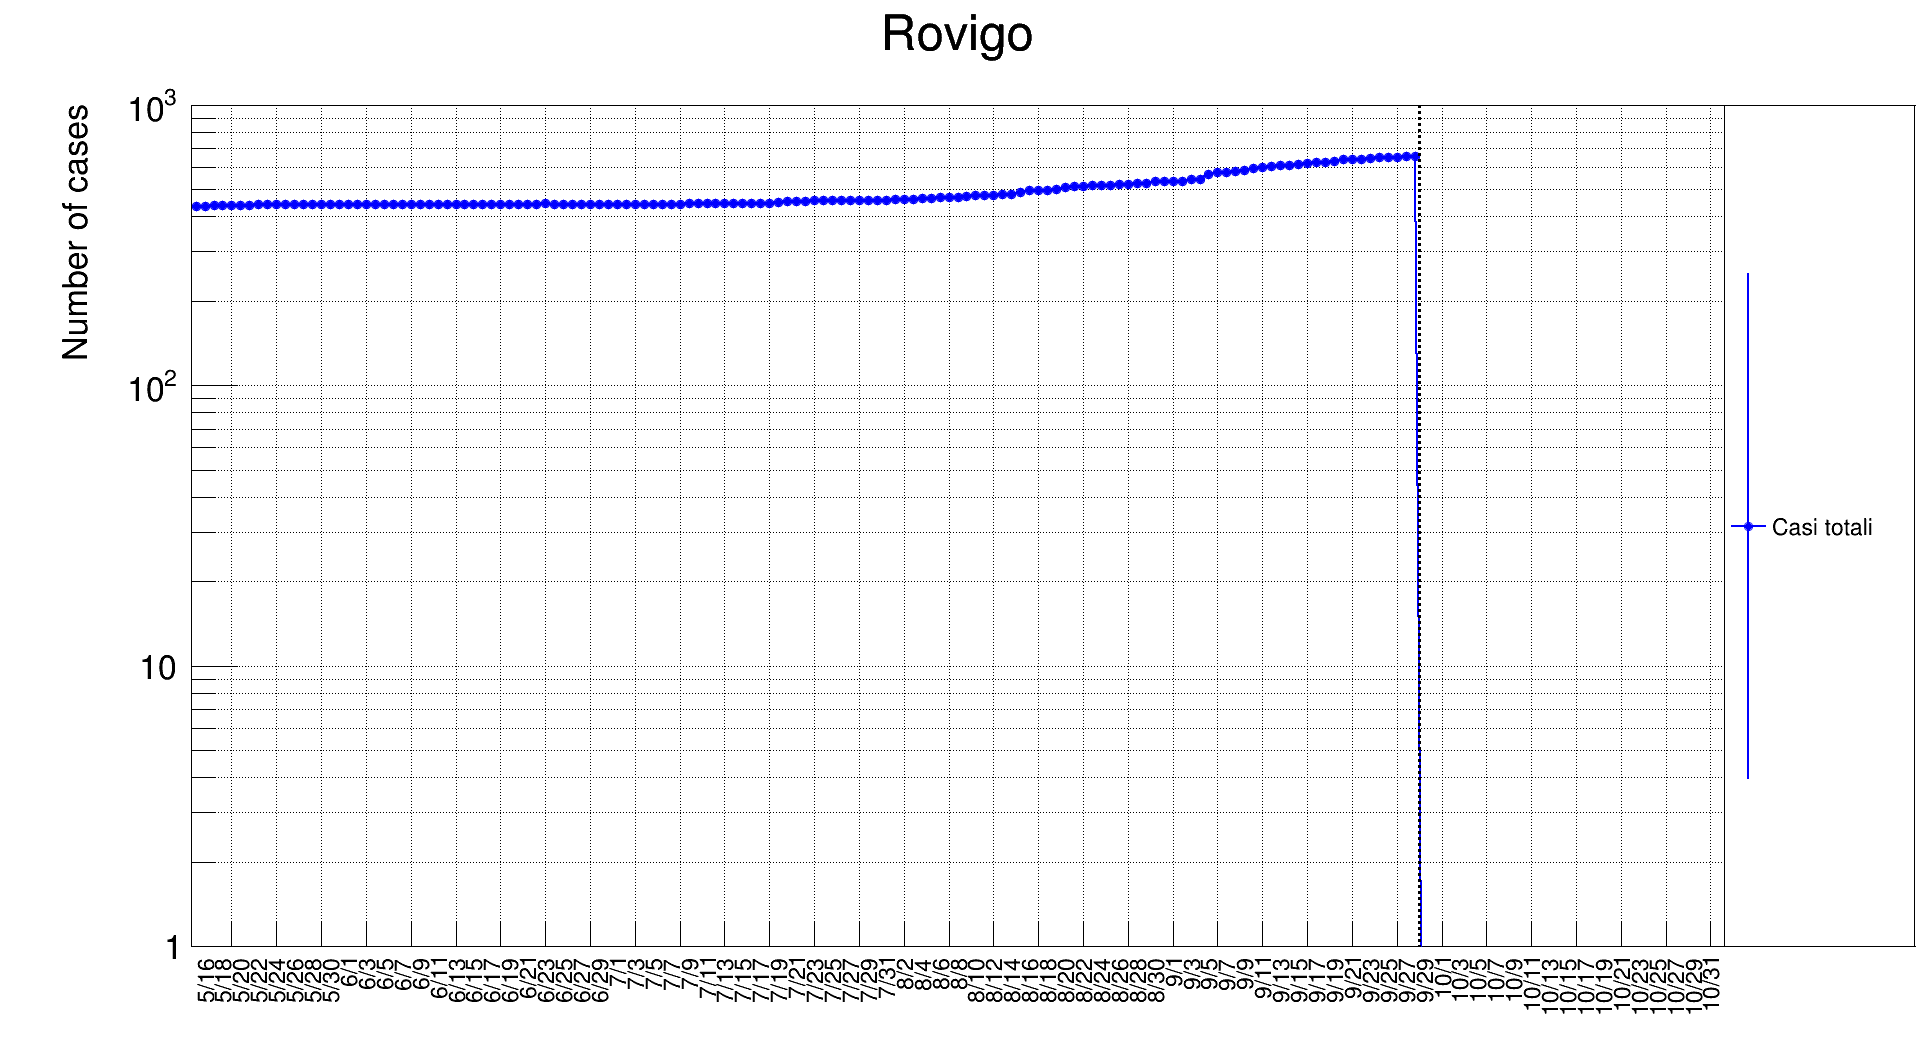 Rovigo
Number of cases
10³
10²
10
1
5/16 5/18 5/20 5/22 5/24 5/26 5/28 5/30 6/1 6/3 6/5 6/7 6/9 6/11 6/13 6/15 6/17 6/19 6/21 6/23 6/25 6/27 6/29 7/1 7/3 7/5 7/7 7/9 7/11 7/13 7/15 7/17 7/19 7/21 7/23 7/25 7/27 7/29 7/31 8/2 8/4 8/6 8/8 8/10 8/12 8/14 8/16 8/18 8/20 8/22 8/24 8/26 8/28 8/30 9/1 9/3 9/5 9/7 9/9 9/11 9/13 9/15 9/17 9/19 9/21 9/23 9/25 9/27 9/29 10/1 10/3 10/5 10/7 10/9 10/11 10/13 10/15 10/17 10/19 10/21 10/23 10/25 10/27 10/29 10/31
Casi totali